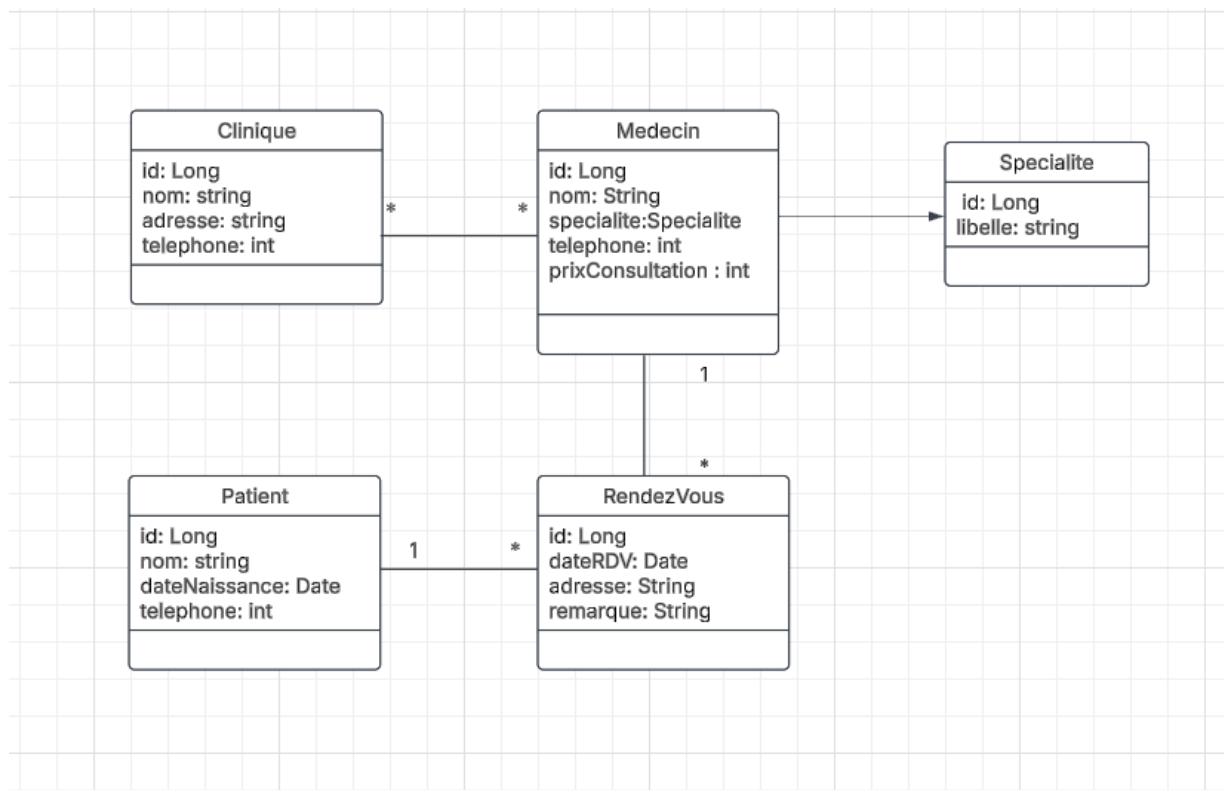 Clinique
id: Long
nom: string
adresse: string
telephone: int
*
*
Medecin
id: Long
nom: String
specialite:Specialite
telephone: int
prixConsultation : int
Specialite
id: Long
libelle: string
1
*
Patient
id: Long
nom: string
dateNaissance: Date
telephone: int
1
*
RendezVous
id: Long
dateRDV: Date
adresse: String
remarque: String